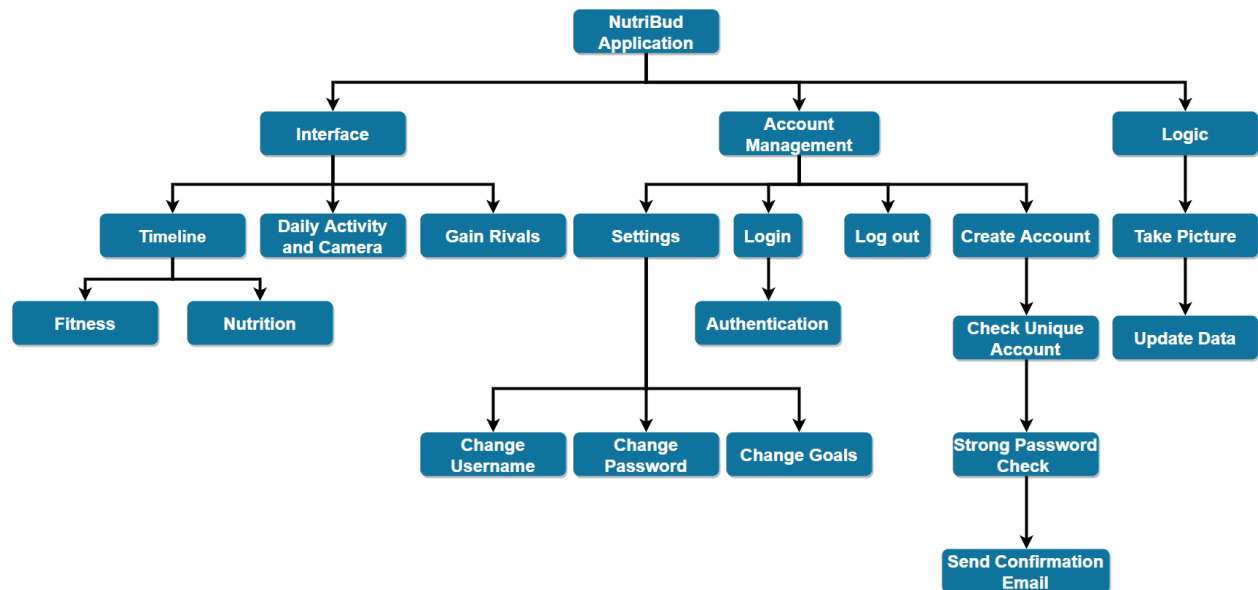 NutriBud
Application
Interface
Account
Management
Logic
Timeline
Daily Activity
and Camera
Gain Rivals
Settings
Login
Log out
Create Account
Take Picture
Fitness
Nutrition
Authentication
Check Unique
Account
Update Data
Change
Username
Change
Password
Change Goals
Strong Password
Check
Send Confirmation
Email